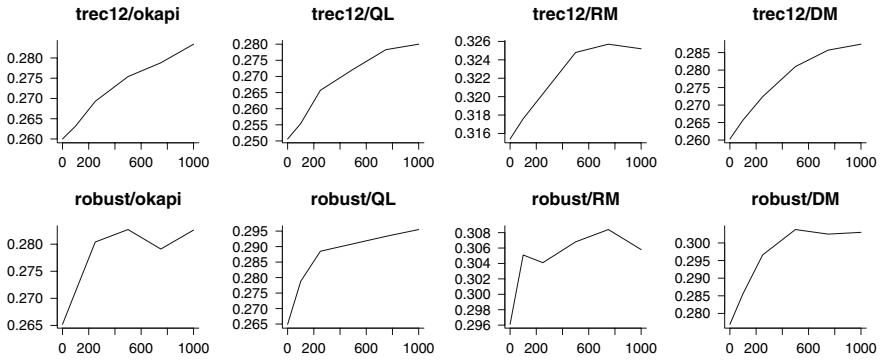 trec12/okapi
0.280
0.270
0.260
0 200 600 1000
trec12/QL
0.280
0.275
0.270
0.265
0.260
0.255
0.250
0 200 600 1000
trec12/RM
0.326
0.324
0.322
0.320
0.318
0.316
0 200 600 1000
trec12/DM
0.285
0.280
0.275
0.270
0.265
0.260
0 200 600 1000
robust/okapi
0.280
0.275
0.270
0.265
0 200 600 1000
robust/QL
0.295
0.290
0.285
0.280
0.275
0.270
0.265
0 200 600 1000
robust/RM
0.308
0.306
0.304
0.302
0.300
0.298
0.296
0 200 600 1000
robust/DM
0.300
0.295
0.290
0.285
0.280
0 200 600 1000